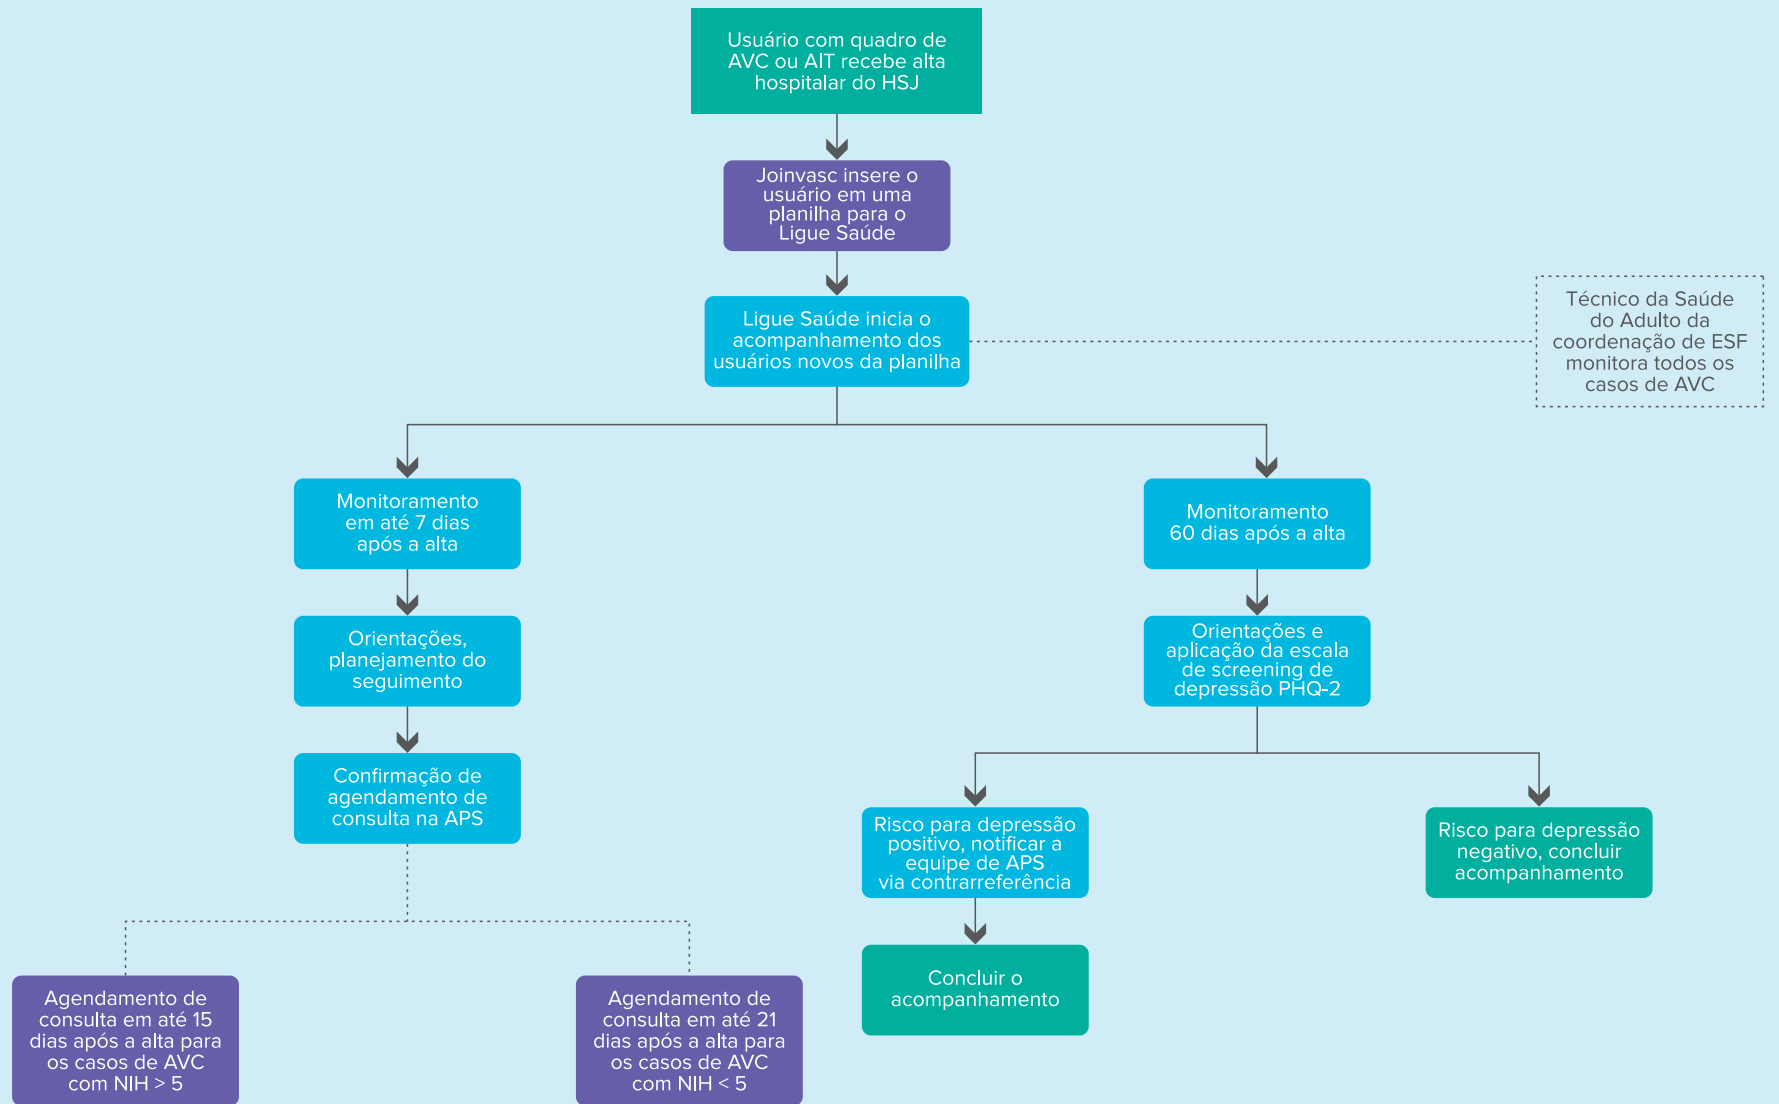 Usuário com quadro de
AVC ou AIT recebe alta
hospitalar do HSJ
Joinvasc insere o
usuário em uma
planilha para o
Ligue Saúde
Ligue Saúde inicia o
acompanhamento dos
usuários novos da planilha
Técnico da Saúde
do Adulto da
coordenação de ESF
monitora todos os
casos de AVC
Monitoramento
em até 7 dias
após a alta
Monitoramento
60 dias após a alta
Orientações,
planejamento do
seguimento
Orientações e
aplicação da escala
de screening de
depressão PHQ-2
Confirmação de
agendamento de
consulta na APS
Risco para depressão
positivo, notificar a
equipe de APS
via contrarreferência
Risco para depressão
negativo, concluir
acompanhamento
Concluir o
acompanhamento
Agendamento de
consulta em até 15
dias após a alta para
os casos de AVC
com NIH > 5
Agendamento de
consulta em até 21
dias após a alta para
os casos de AVC
com NIH < 5